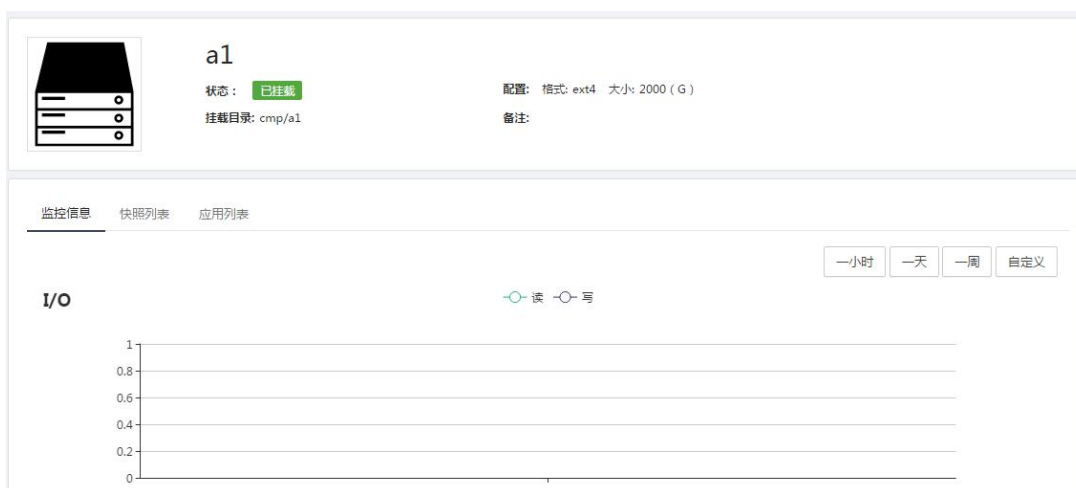 a1
状态： 已挂载
配置: 格式: ext4 大小: 2000 ( G )
挂载目录: cmp/a1
备注:
监控信息 快照列表 应用列表
一小时 一天 一周 自定义
I/O
读 写
1
0.8
0.6
0.4
0.2
0